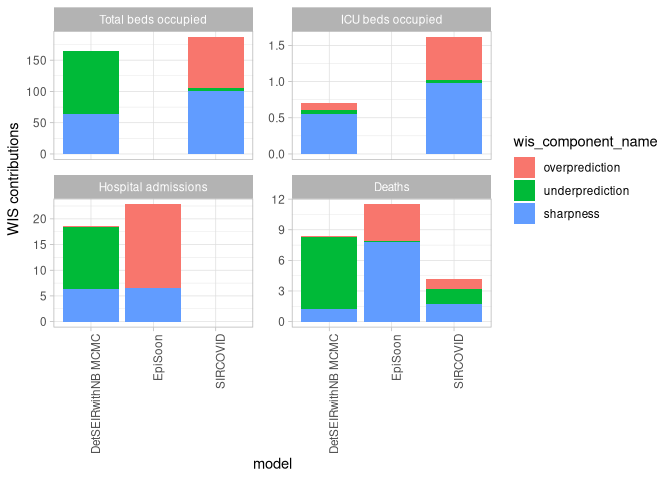 Total beds occupied
ICU beds occupied
150
100
50
0
1.5
1.0
0.5
0.0
Hospital admissions
Deaths
20
15
10
5
0
12
9
6
3
0
DetSEIRwithNB MCMC
EpiSoon
SIRCOVID
DetSEIRwithNB MCMC
EpiSoon
SIRCOVID
WIS contributions
model
wis_component_name
overprediction
underprediction
sharpness